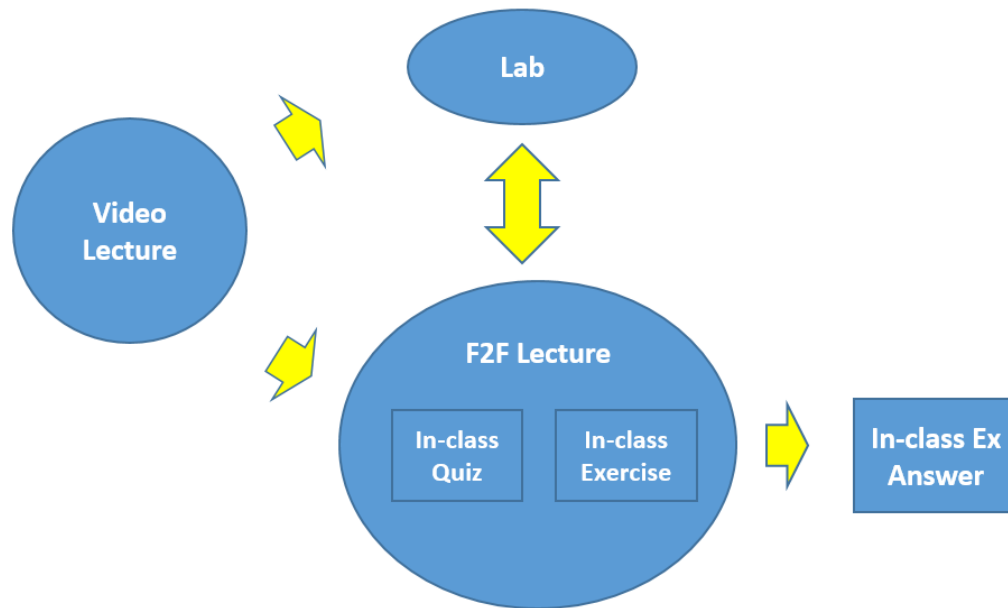 Lab
Video
Lecture
F2F Lecture
In-class
Quiz
In-class
Exercise
In-class Ex
Answer